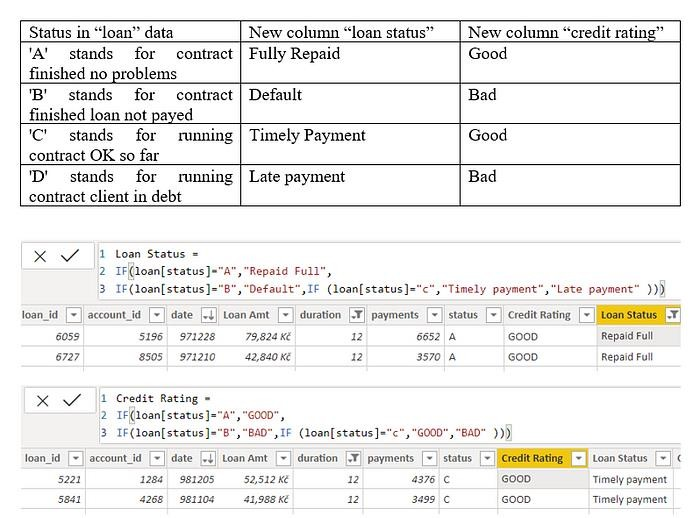 Status in “loan” data New column “loan status” New column “credit rating”
'A' stands for contract Fully Repaid Good
finished no problems
'B' stands for contract Default Bad
finished loan not payed
'C' stands for running Timely Payment Good
contract OK so far
'D' stands for running Late payment Bad
contract client in debt
1 Loan Status =
2 IF(loan[status]="A","Repaid Full",
3 IF(loan[status]="B","Default",IF (loan[status]="c","Timely payment","Late payment" )))
loan_id account_id date Loan Amt duration payments status Credit Rating Loan Status
6059 5196 971228 79,824 Kč 12 6652 A GOOD Repaid Full
6727 8505 971210 42,840 Kč 12 3570 A GOOD Repaid Full
1 Credit Rating =
2 IF(loan[status]="A","GOOD",
3 IF(loan[status]="B","BAD",IF (loan[status]="c","GOOD","BAD" )))
loan_id account_id date Loan Amt duration payments status Credit Rating Loan Status
5221 1284 981205 52,512 Kč 12 4376 C GOOD Timely payment
5841 4268 981104 41,988 Kč 12 3499 C GOOD Timely payment